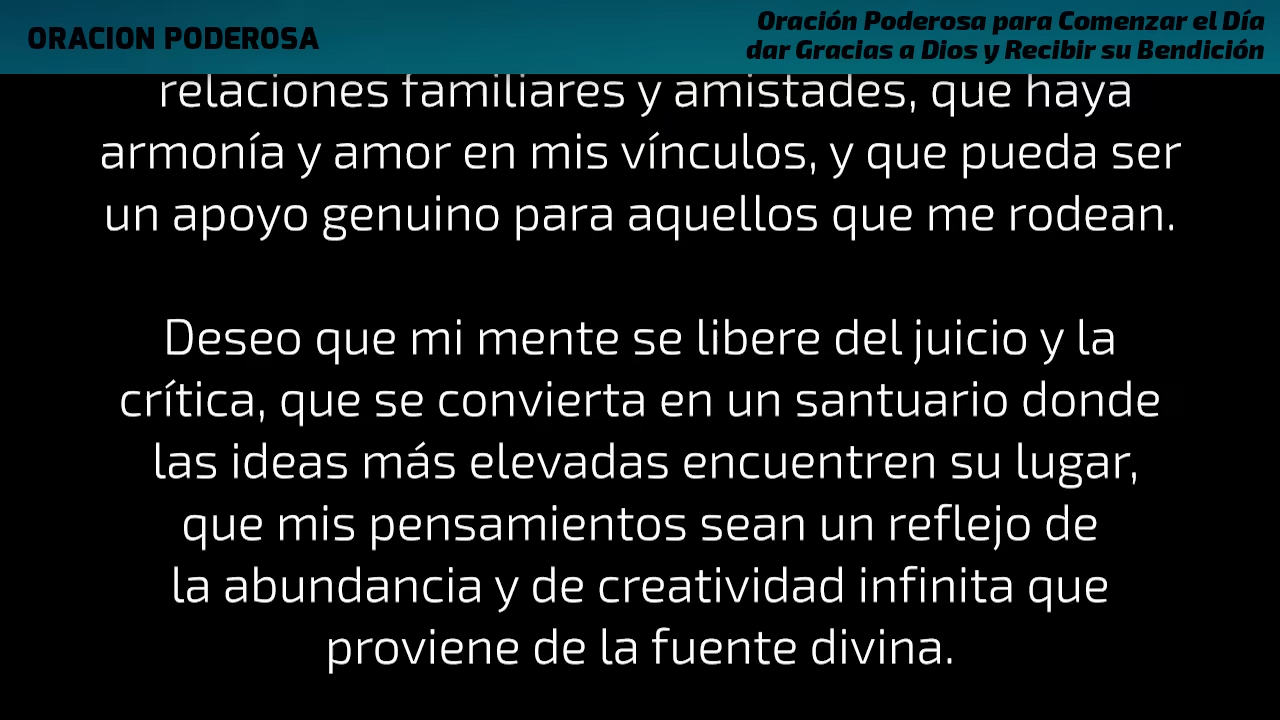 ORACION PODEROSA
Oración Poderosa para Comenzar el Día
dar Gracias a Dios y Recibir su Bendición
relaciones familiares y amistades, que haya
armonía y amor en mis vínculos, y que pueda ser
un apoyo genuino para aquellos que me rodean.
Deseo que mi mente se libere del juicio y la
crítica, que se convierta en un santuario donde
las ideas más elevadas encuentren su lugar,
que mis pensamientos sean un reflejo de
la abundancia y de creatividad infinita que
proviene de la fuente divina.